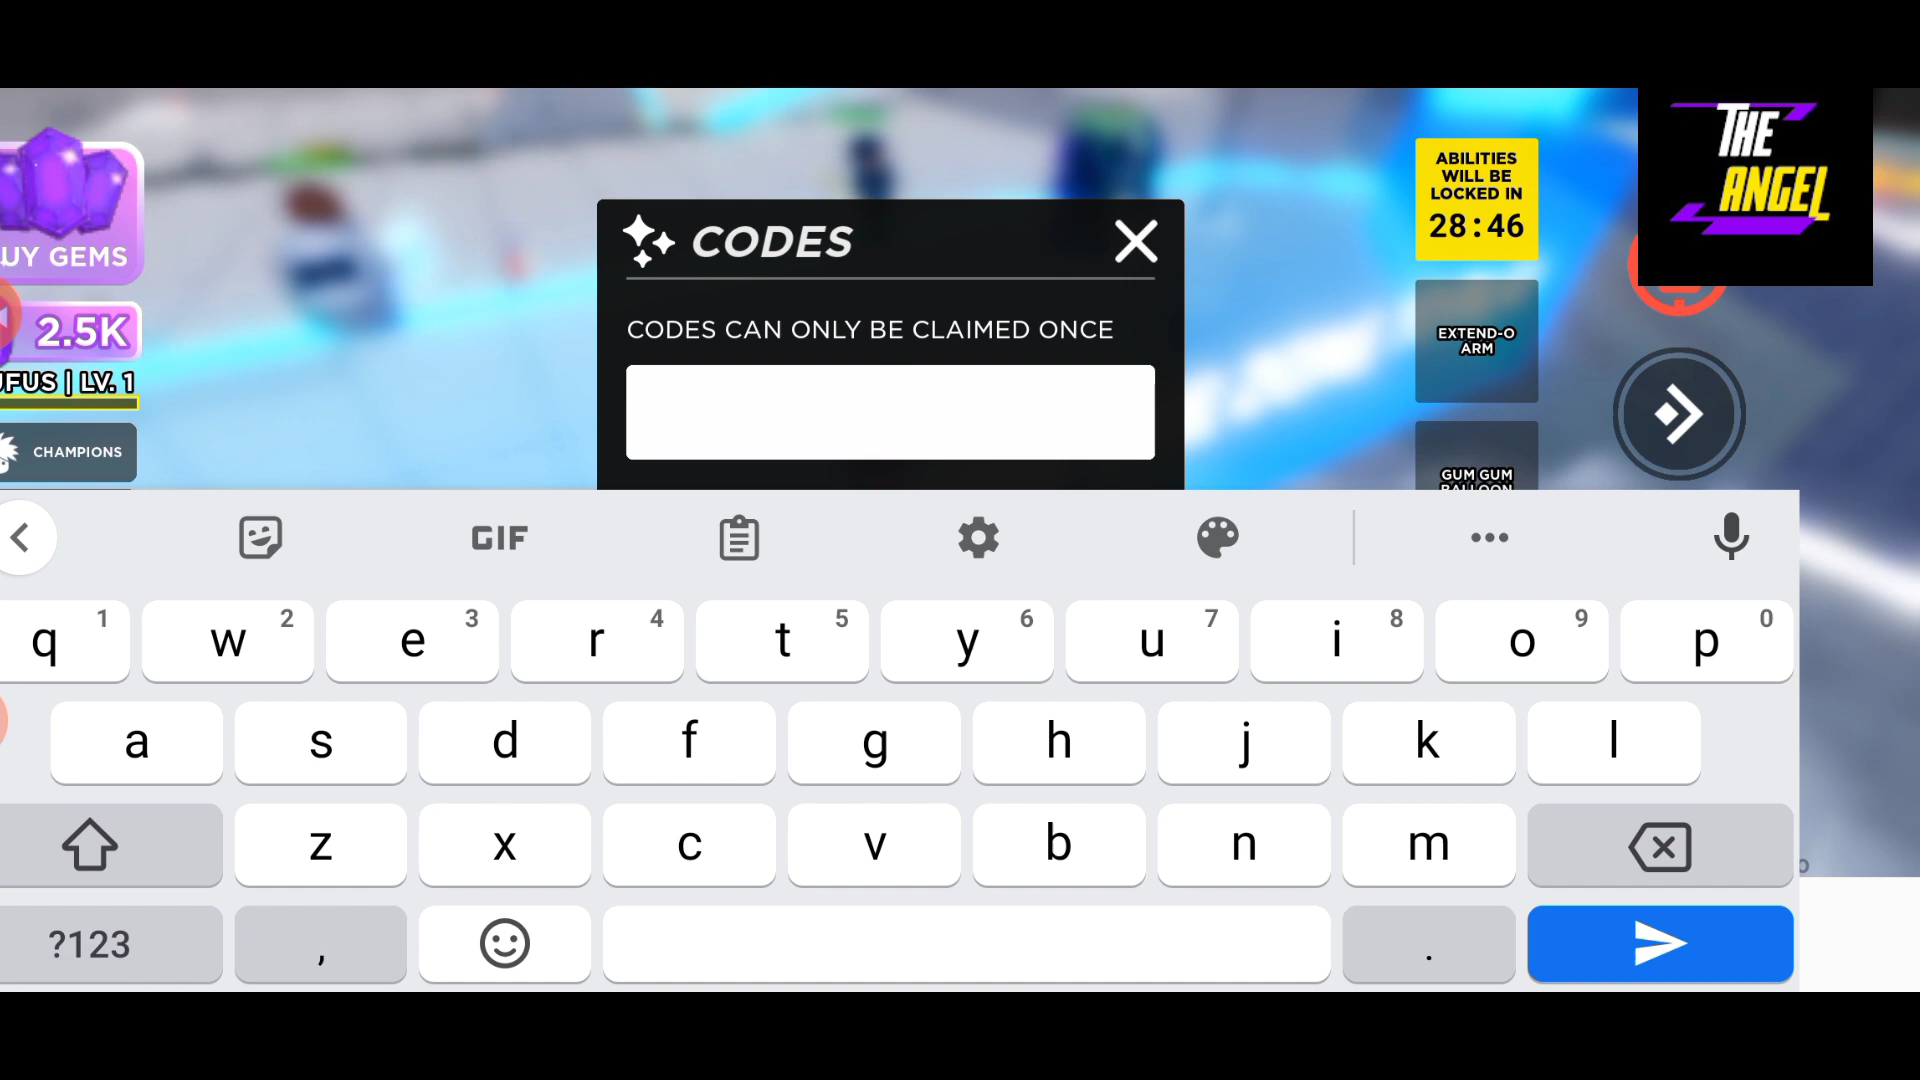 THE
ANGEL
ABILITIES
WILL BE
LOCKED IN
28:46
UY GEMS
2.5K
UFUS | LV. 1
CHAMPIONS
CODES
CODES CAN ONLY BE CLAIMED ONCE
EXTEND-O
ARM
GUM GUM
BALLOON
GIF
q 1 w 2 e 3 r 4 t 5 y 6 u 7 i 8 o 9 p 0
a s d f g h j k l
z x c v b n m
?123 , .